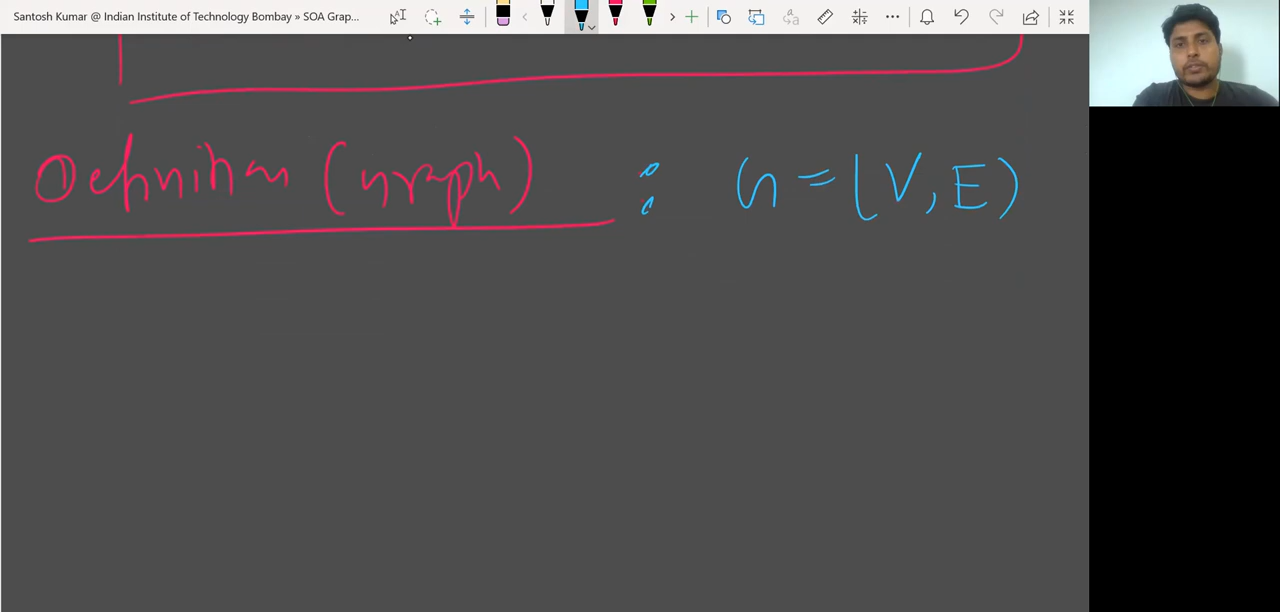 Santosh Kumar @ Indian Institute of Technology Bombay » SOA Grap...
Definition (Graph) : G = (V, E)